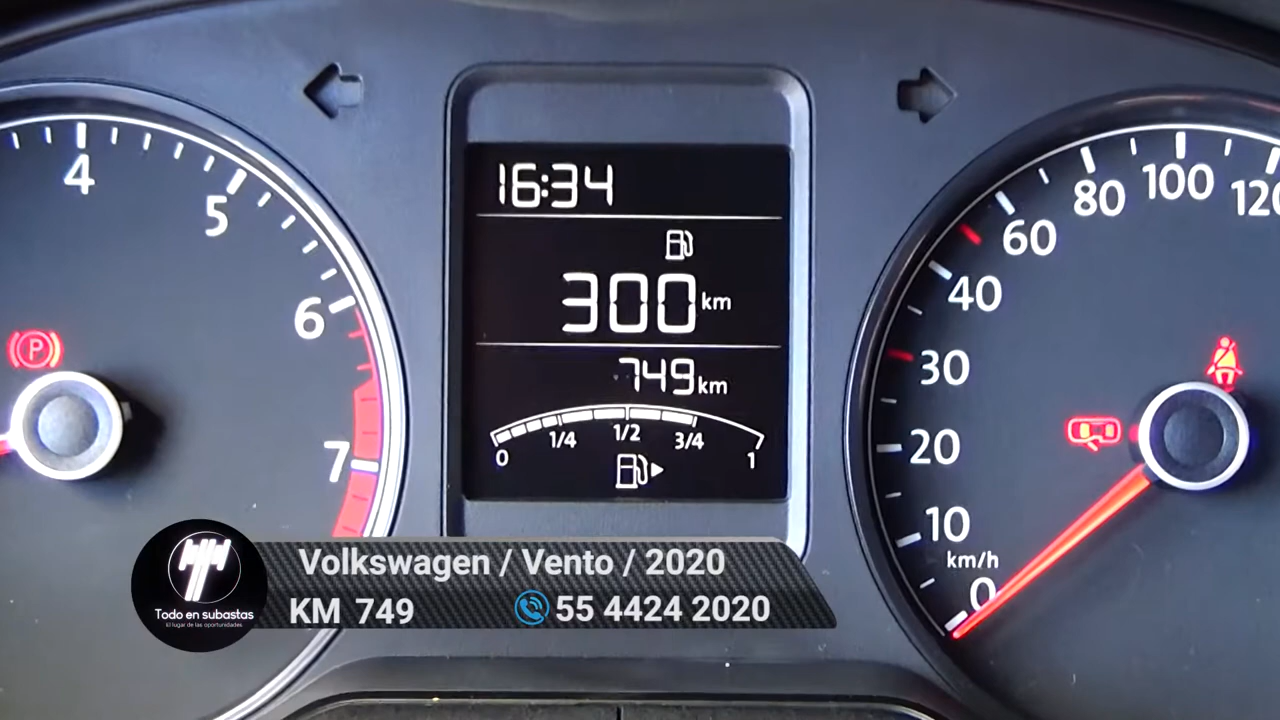 4
5
6
7
P
16:34
300 km
749 km
0 1/4 1/2 3/4 1
120
100
80
60
40
30
20
10
km/h
0
Volkswagen / Vento / 2020
KM 749 55 4424 2020
Todo en subastas
El lugar de las oportunidades